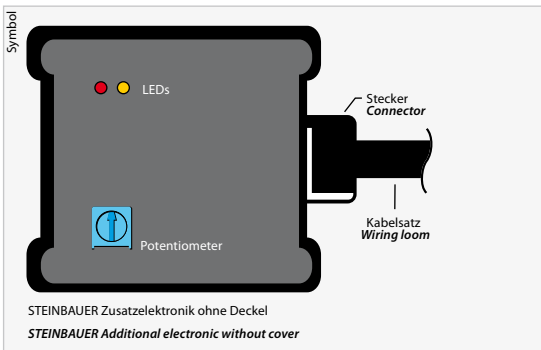 Symbol
LEDs
Stecker
Connector
Kabelsatz
Wiring loom
Potentiometer
STEINBAUER Zusatzelektronik ohne Deckel
STEINBAUER Additional electronic without cover